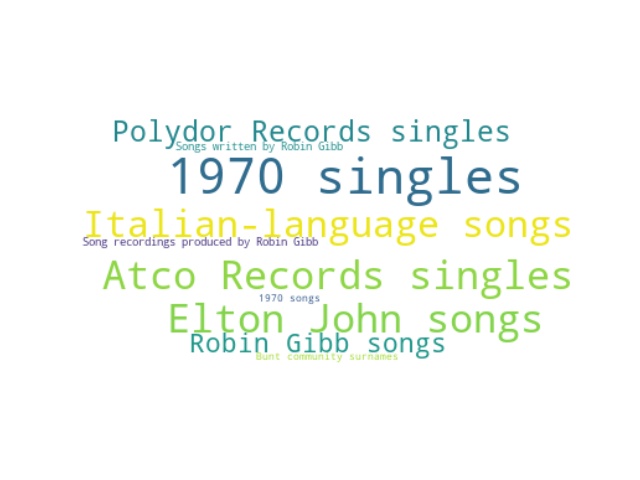 Polydor Records singles
Songs written by Robin Gibb
1970 singles
Italian-language songs
Song recordings produced by Robin Gibb
Atco Records singles
1970 songs
Elton John songs
Robin Gibb songs
Bunt community surnames